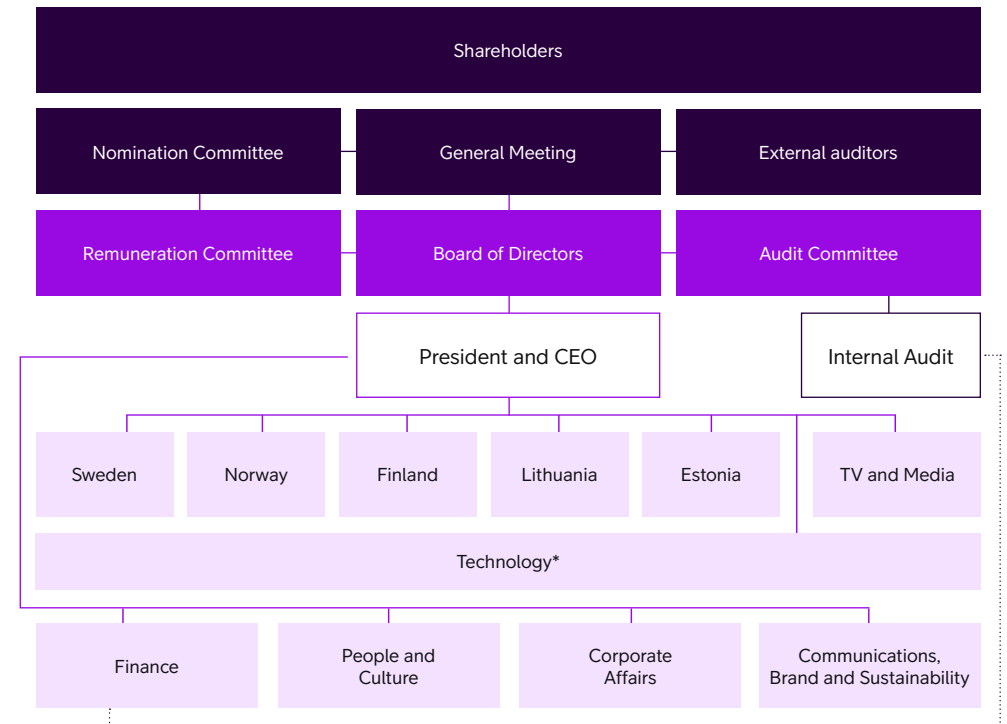 Shareholders
Nomination Committee
General Meeting
External auditors
Remuneration Committee
Board of Directors
Audit Committee
President and CEO
Internal Audit
Sweden
Norway
Finland
Lithuania
Estonia
TV and Media
Technology*
Finance
People and
Culture
Corporate
Affairs
Communications,
Brand and Sustainability